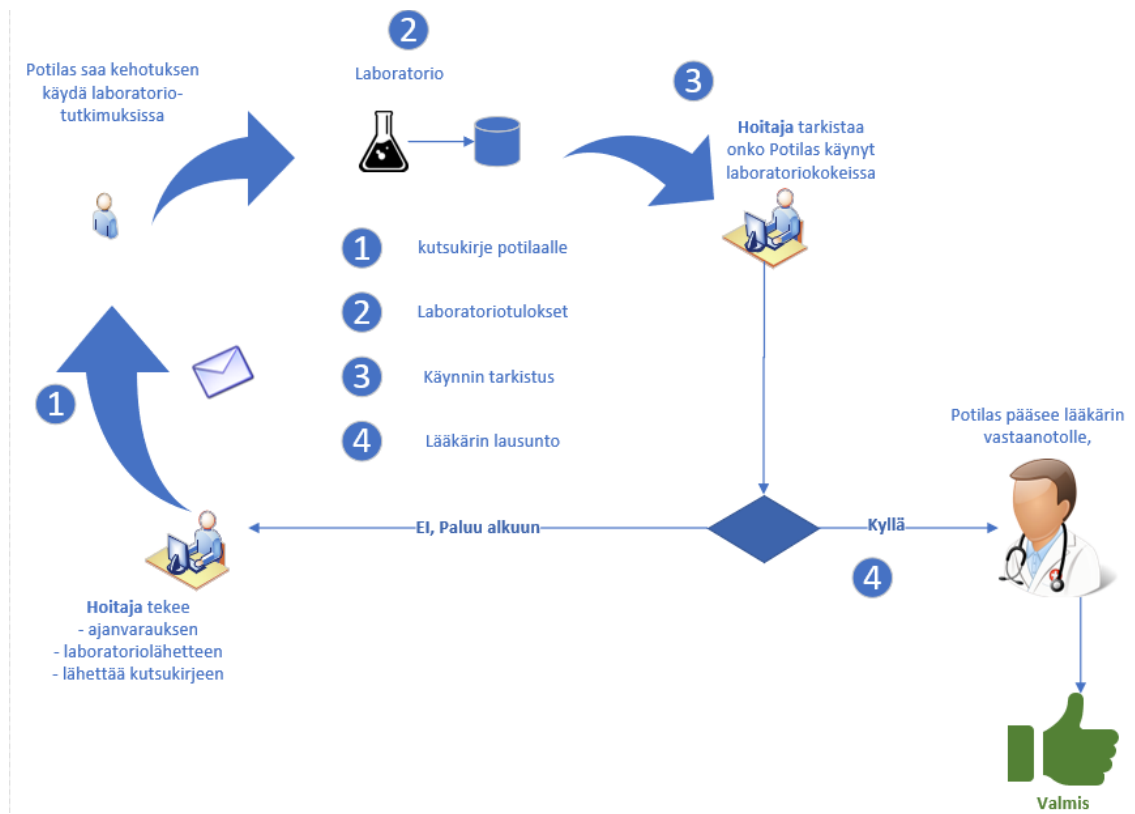 2
Laboratorio
Potilas saa kehotuksen
käydä laboratorio-
tutkimuksissa
3
Hoitaja tarkistaa
onko Potilas käynyt
laboratoriokokeissa
1 kutsukirje potilaalle
2 Laboratoriotulokset
3 Käynnin tarkistus
4 Lääkärin lausunto
1
Potilas pääsee lääkärin
vastaanotolle,
EI, Paluu alkuun
Kyllä
4
Hoitaja tekee
- ajanvarauksen
- laboratoriolähetteen
- lähettää kutsukirjeen
Valmis